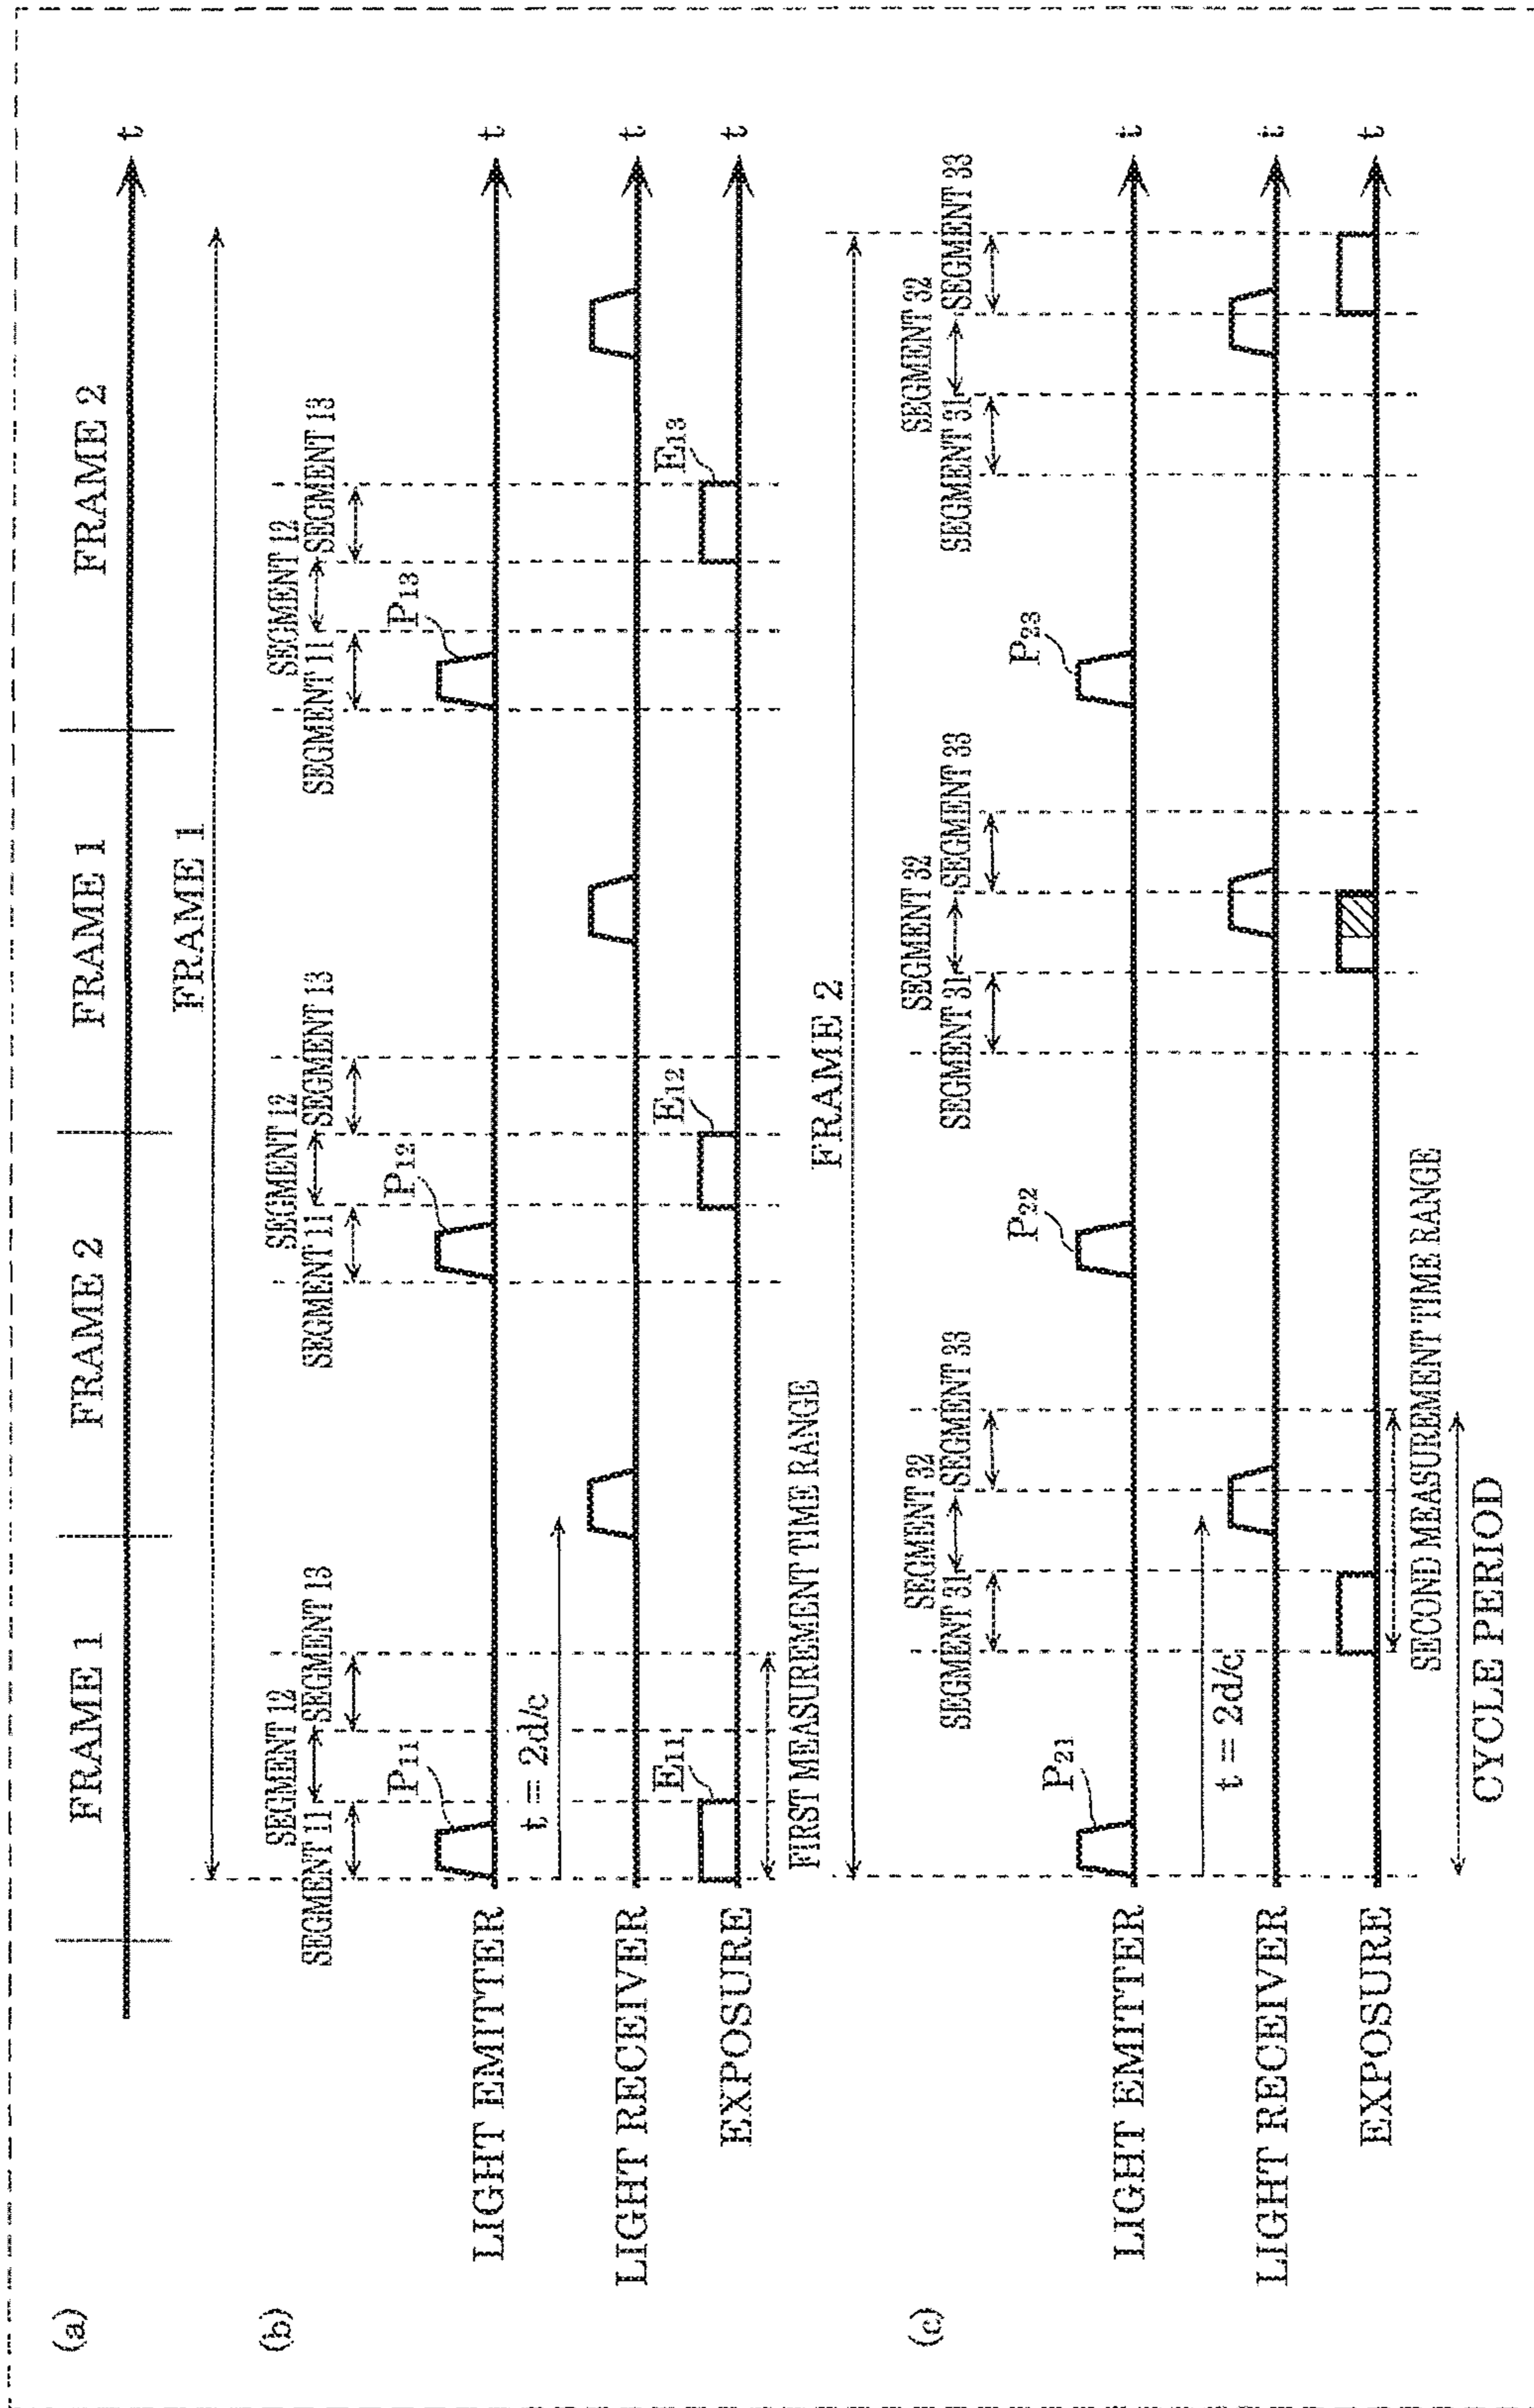 (a)
FRAME 1
FRAME 2
FRAME 1
FRAME 2
t
FRAME 1
(b)
SEGMENT 12
SEGMENT 12
SEGMENT 12
SEGMENT 11
SEGMENT 13
SEGMENT 11
SEGMENT 13
SEGMENT 11
SEGMENT 13
P11
P12
P13
LIGHT EMITTER
t
t = 2d/c
LIGHT RECEIVER
t
E11
E12
E13
EXPOSURE
t
FIRST MEASUREMENT TIME RANGE
FRAME 2
(c)
SEGMENT 32
SEGMENT 32
SEGMENT 32
SEGMENT 31
SEGMENT 33
SEGMENT 31
SEGMENT 33
SEGMENT 31
SEGMENT 33
P21
P22
P23
LIGHT EMITTER
t
t = 2d/c
LIGHT RECEIVER
t
EXPOSURE
t
SECOND MEASUREMENT TIME RANGE
CYCLE PERIOD